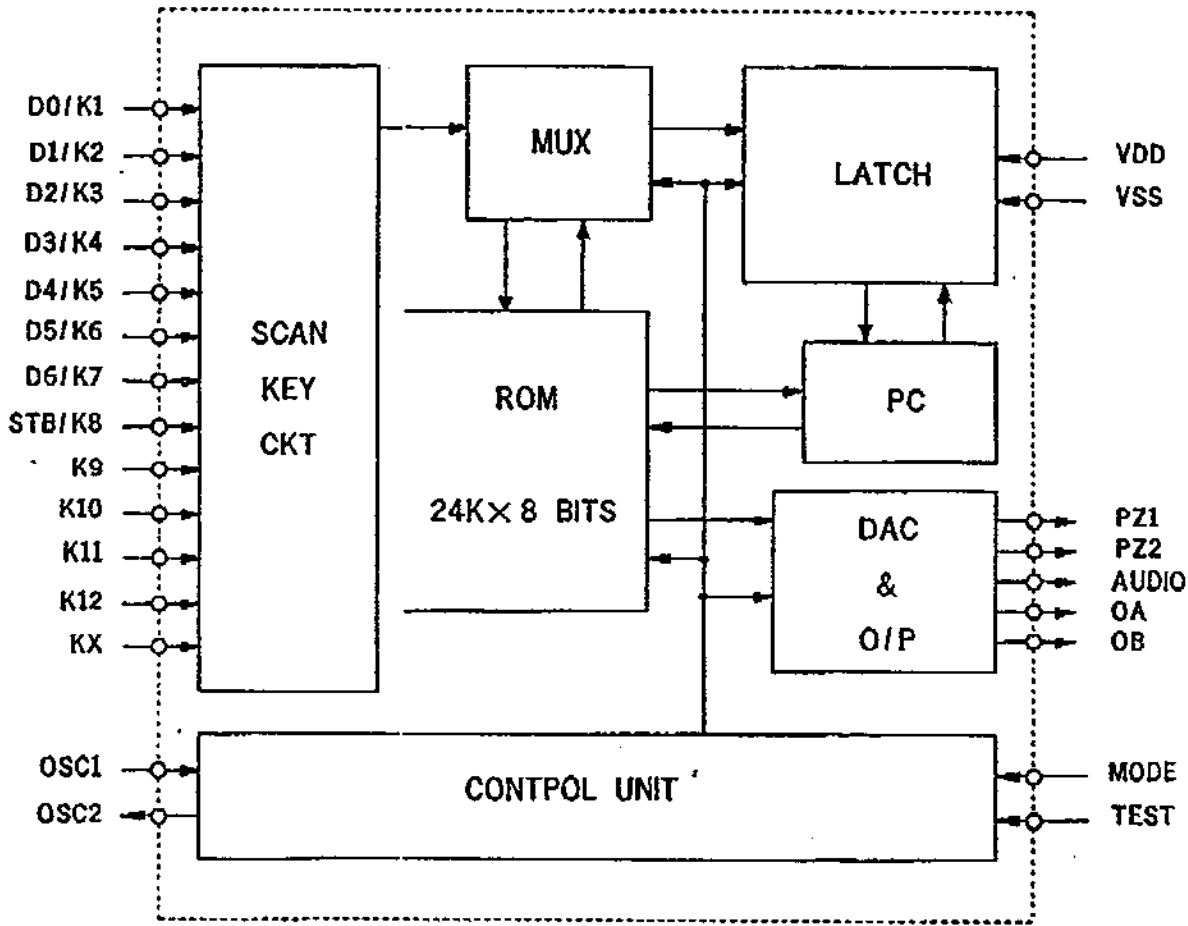 D0/K1
D1/K2
D2/K3
D3/K4
D4/K5
D5/K6
D6/K7
STB/K8
K9
K10
K11
K12
KX
OSC1
OSC2
SCAN
KEY
CKT
MUX
ROM
24K×8 BITS
LATCH
PC
DAC
&
O/P
CONTPOL UNIT
VDD
VSS
PZ1
PZ2
AUDIO
OA
OB
MODE
TEST